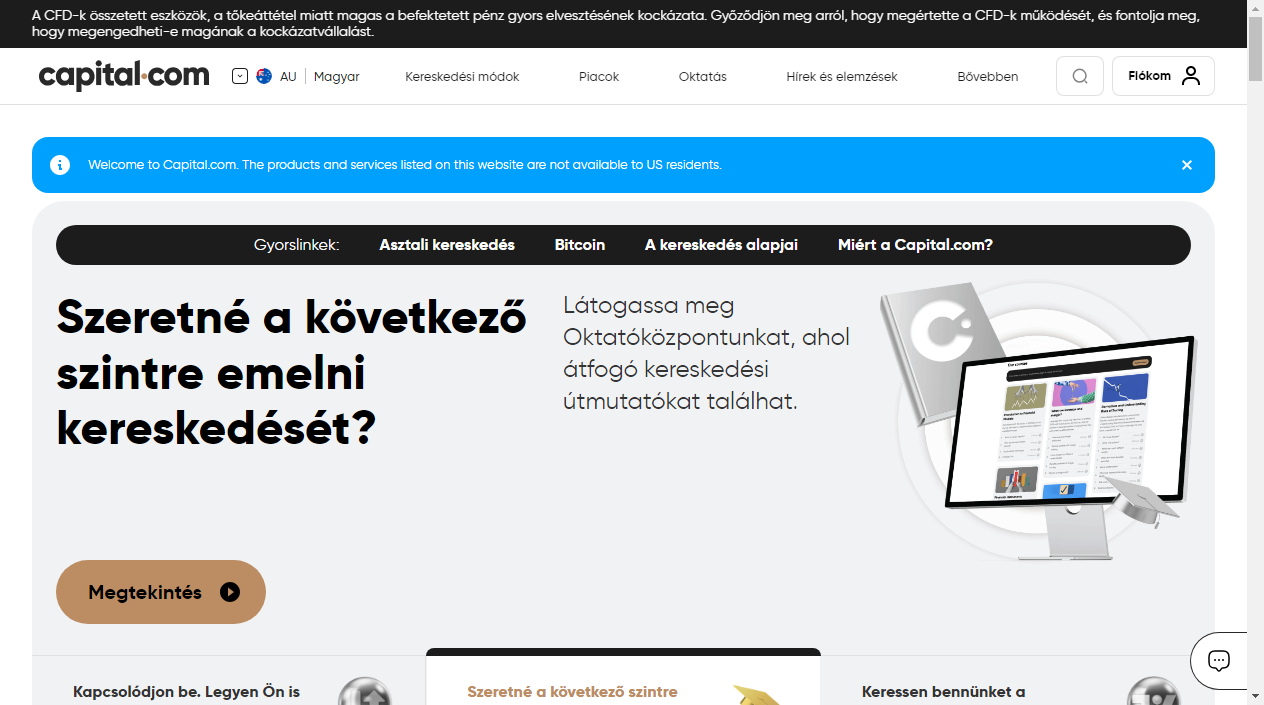 A CFD-k összetett eszközök, a tőkeáttétel miatt magas a befektetett pénz gyors elvesztésének kockázata. Győződjön meg arról, hogy megértette a CFD-k működését, és fontolja meg,
hogy megengedheti-e magának a kockázatvállalást.
capital.com AU Magyar Kereskedési módok Piacok Oktatás Hírek és elemzések Bővebben Fiókom
Welcome to Capital.com. The products and services listed on this website are not available to US residents.
Gyorslinkek: Asztali kereskedés Bitcoin A kereskedés alapjai Miért a Capital.com?
Szeretné a következő
szintre emelni
kereskedését?
Látogassa meg
Oktatóközpontunkat, ahol
átfogó kereskedési
útmutatókat találhat.
Megtekintés
Kapcsolódjon be. Legyen Ön is
Szeretné a következő szintre
Keressen bennünket a